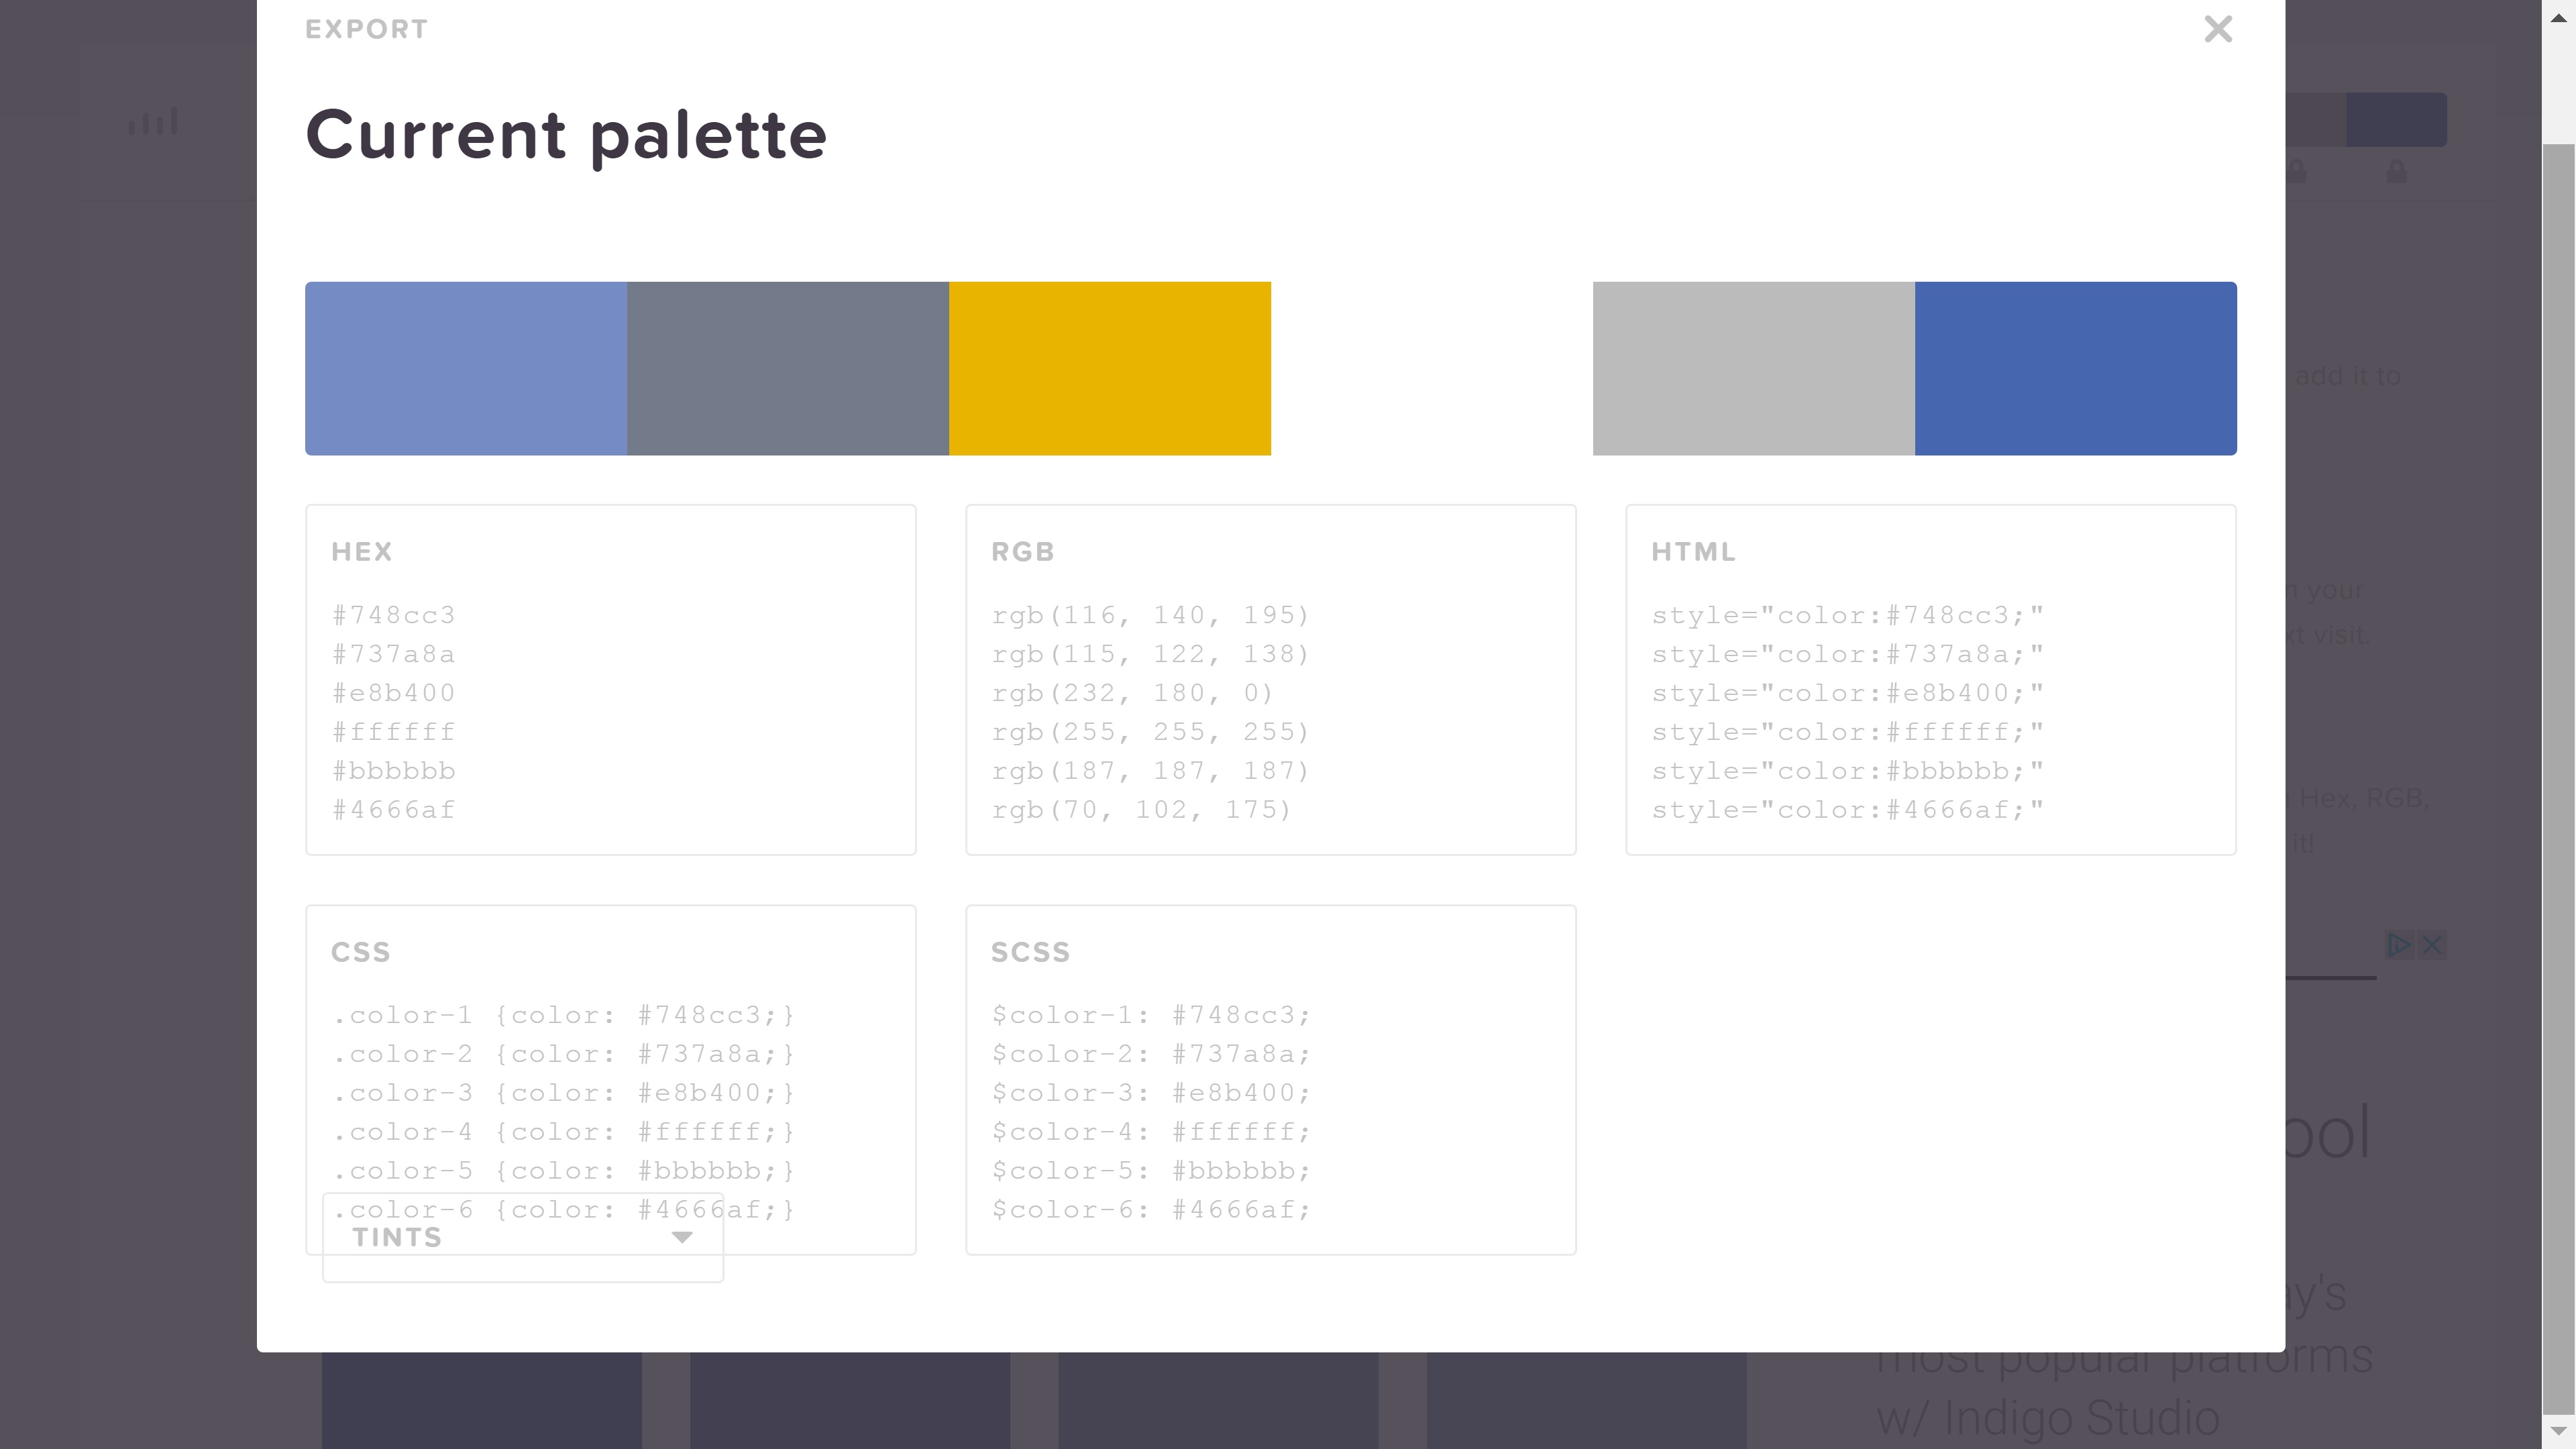 EXPORT
Current palette
HEX
#748cc3
#737a8a
#e8b400
#ffffff
#bbbbbb
#4666af
RGB
rgb(116, 140, 195)
rgb(115, 122, 138)
rgb(232, 180, 0)
rgb(255, 255, 255)
rgb(187, 187, 187)
rgb(70, 102, 175)
HTML
style="color:#748cc3;"
style="color:#737a8a;"
style="color:#e8b400;"
style="color:#ffffff;"
style="color:#bbbbbb;"
style="color:#4666af;"
CSS
.color-1 {color: #748cc3;}
.color-2 {color: #737a8a;}
.color-3 {color: #e8b400;}
.color-4 {color: #ffffff;}
.color-5 {color: #bbbbbb;}
.color-6 {color: #4666af;}
TINTS
SCSS
$color-1: #748cc3;
$color-2: #737a8a;
$color-3: #e8b400;
$color-4: #ffffff;
$color-5: #bbbbbb;
$color-6: #4666af;
add it to
your
visit.
Hex, RGB,
it!
most popular platforms
w/ Indigo Studio